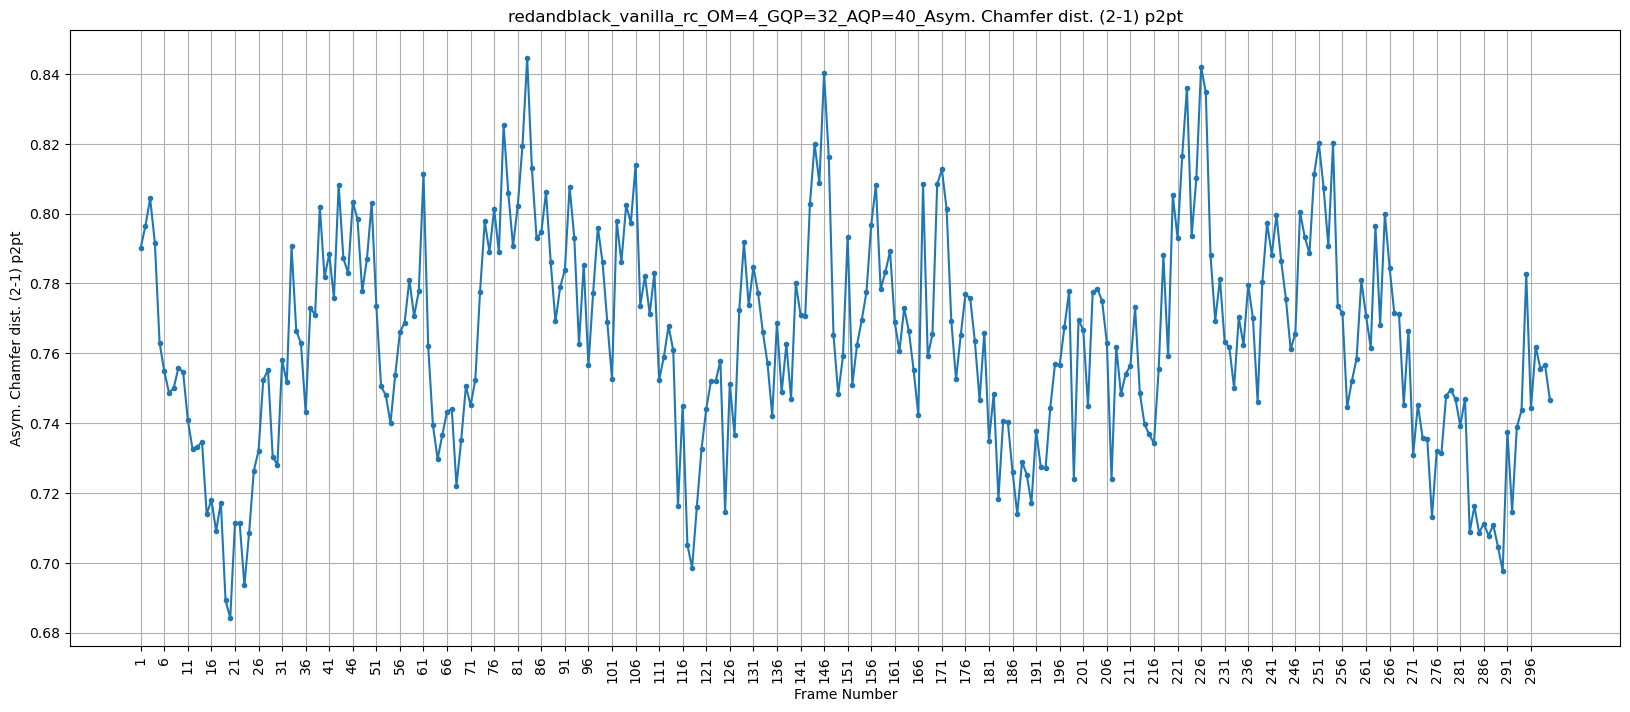 redandblack_vanilla_rc_OM=4_GQP=32_AQP=40_Asym. Chamfer dist. (2-1) p2pt
Asym. Chamfer dist. (2-1) p2pt
0.84
0.82
0.80
0.78
0.76
0.74
0.72
0.70
0.68
1 6 11 16 21 26 31 36 41 46 51 56 61 66 71 76 81 86 91 96 101 106 111 116 121 126 131 136 141 146 151 156 161 166 171 176 181 186 191 196 201 206 211 216 221 226 231 236 241 246 251 256 261 266 271 276 281 286 291 296
Frame Number